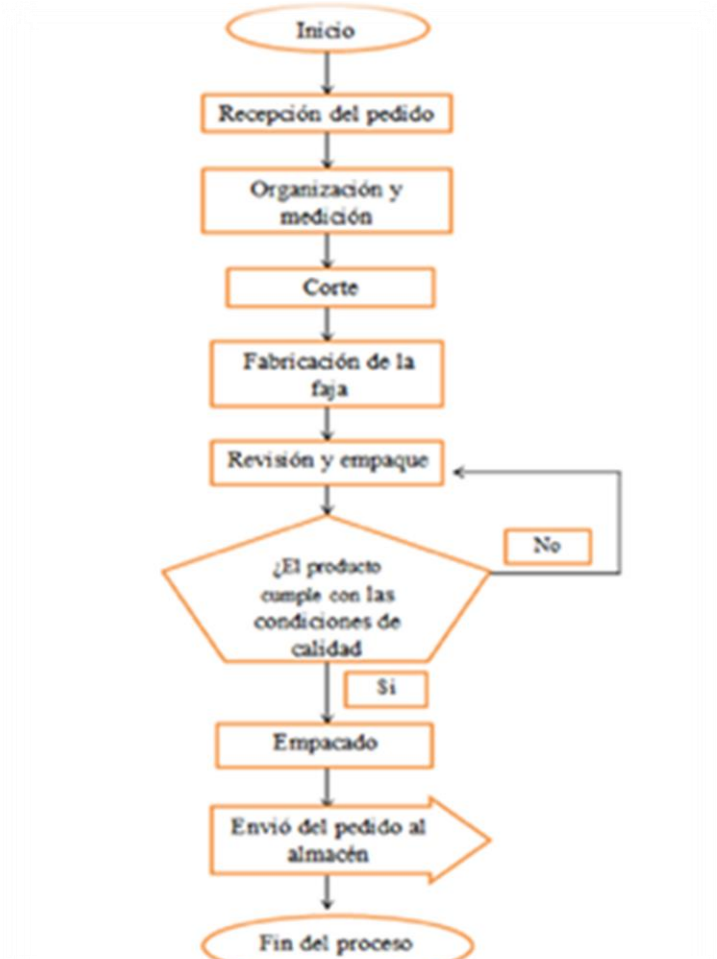 Inicio
Recepción del pedido
Organización y
medición
Corte
Fabricación de la
faja
Revisión y empaque
No
¿El producto
cumple con las
condiciones de
calidad
Si
Empacado
Envió del pedido al
almacén
Fin del proceso